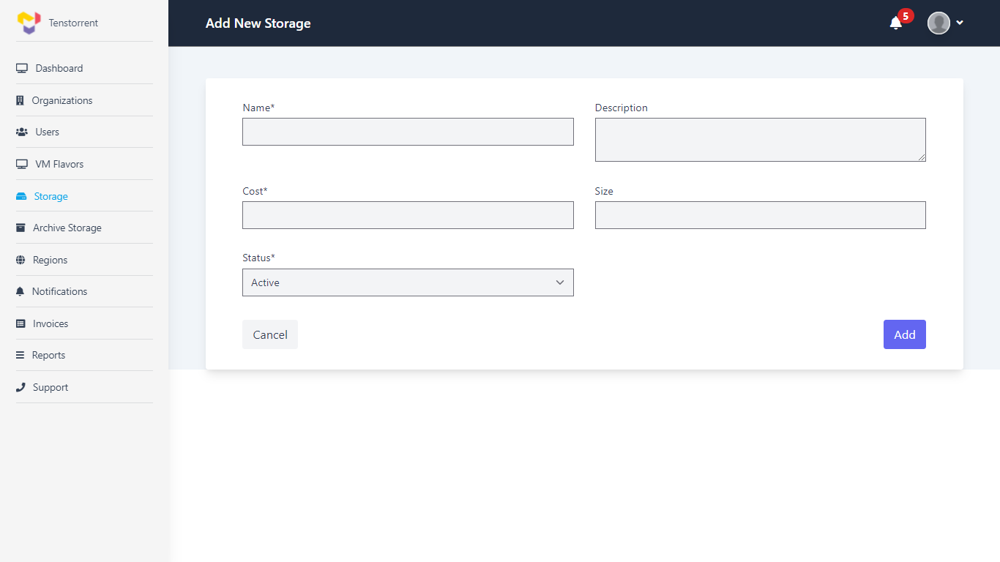 Tenstorrent
Dashboard
Organizations
Users
VM Flavors
Storage
Archive Storage
Regions
Notifications
Invoices
Reports
Support
Add New Storage
5
Name*
Description
Cost*
Size
Status*
Active
Cancel
Add